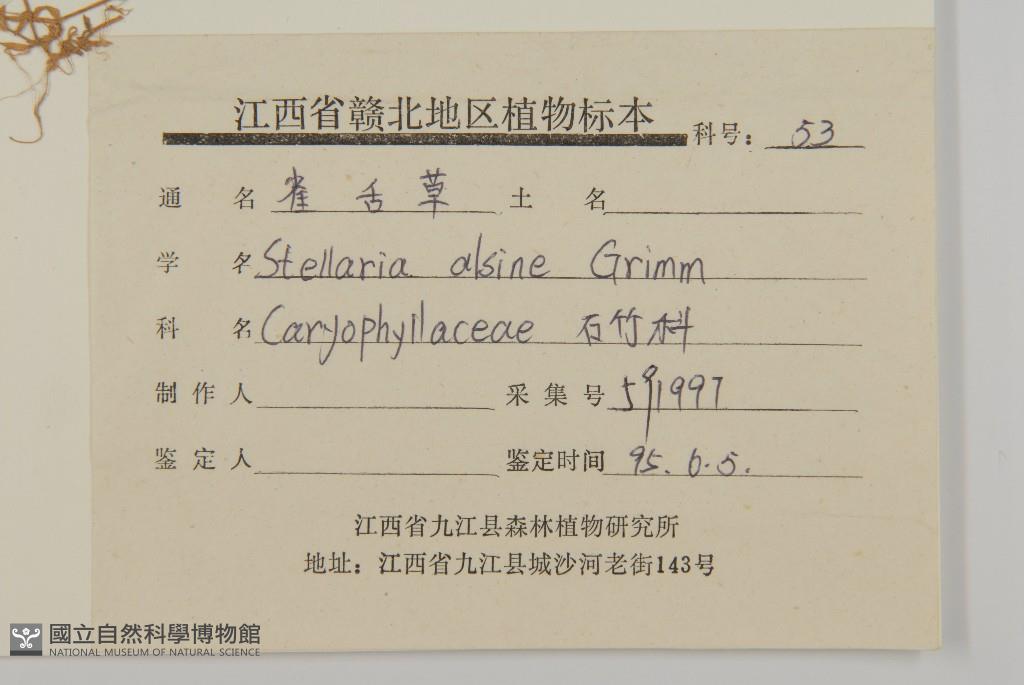 江西省赣北地区植物标本 科号: 53
通 名 雀舌草 土 名
学 名 Stellaria alsine Grimm
科 名 Caryophyllaceae 石竹科
制作人 采集号 591997
鉴定人 鉴定时间 95.6.5.
江西省九江县森林植物研究所
地址：江西省九江县城沙河老街143号
國立自然科學博物館
NATIONAL MUSEUM OF NATURAL SCIENCE